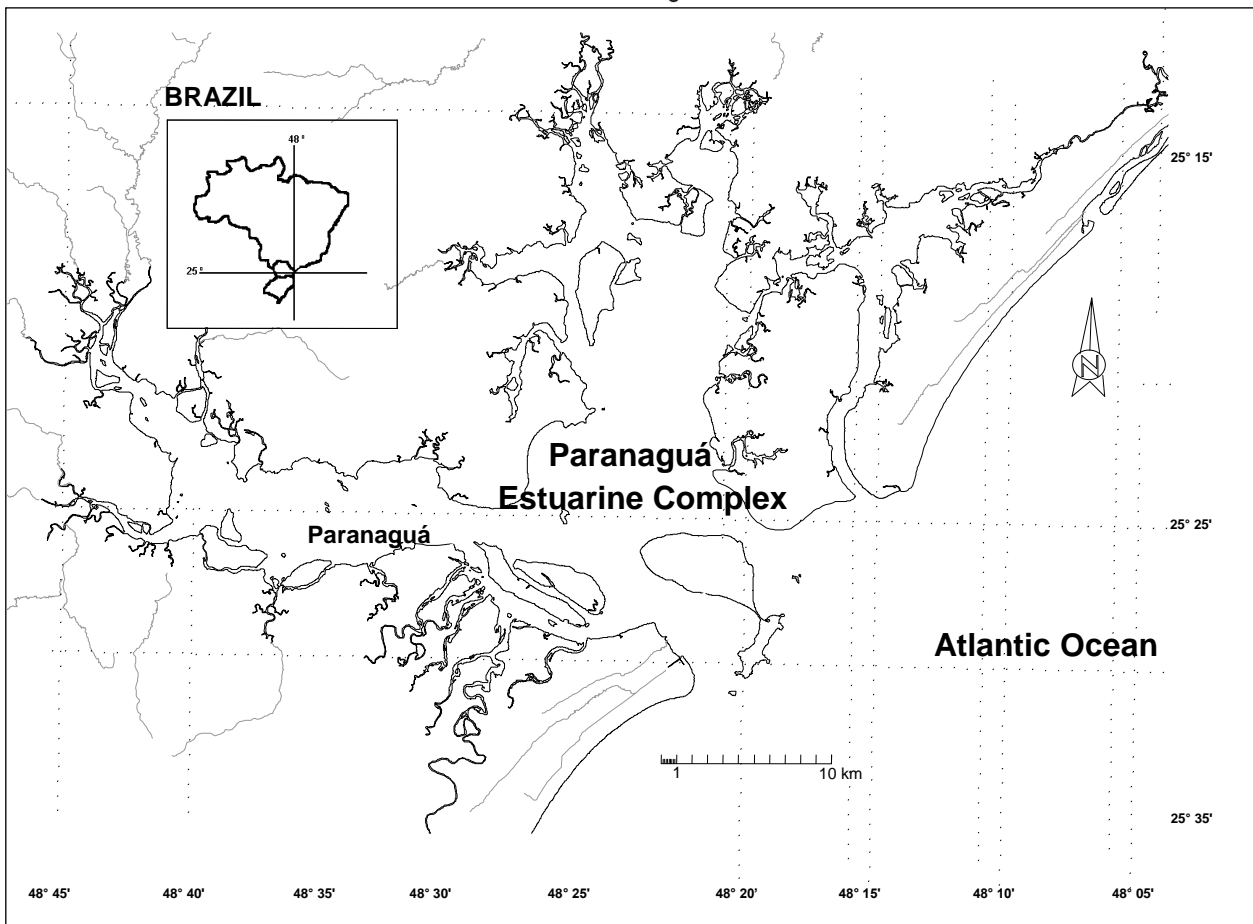 BRAZIL
48°
25°
25° 15'
Paranaguá
Estuarine Complex
25° 25'
Paranaguá
N
Atlantic Ocean
1 10 km
25° 35'
48° 45' 48° 40' 48° 35' 48° 30' 48° 25' 48° 20' 48° 15' 48° 10' 48° 05'